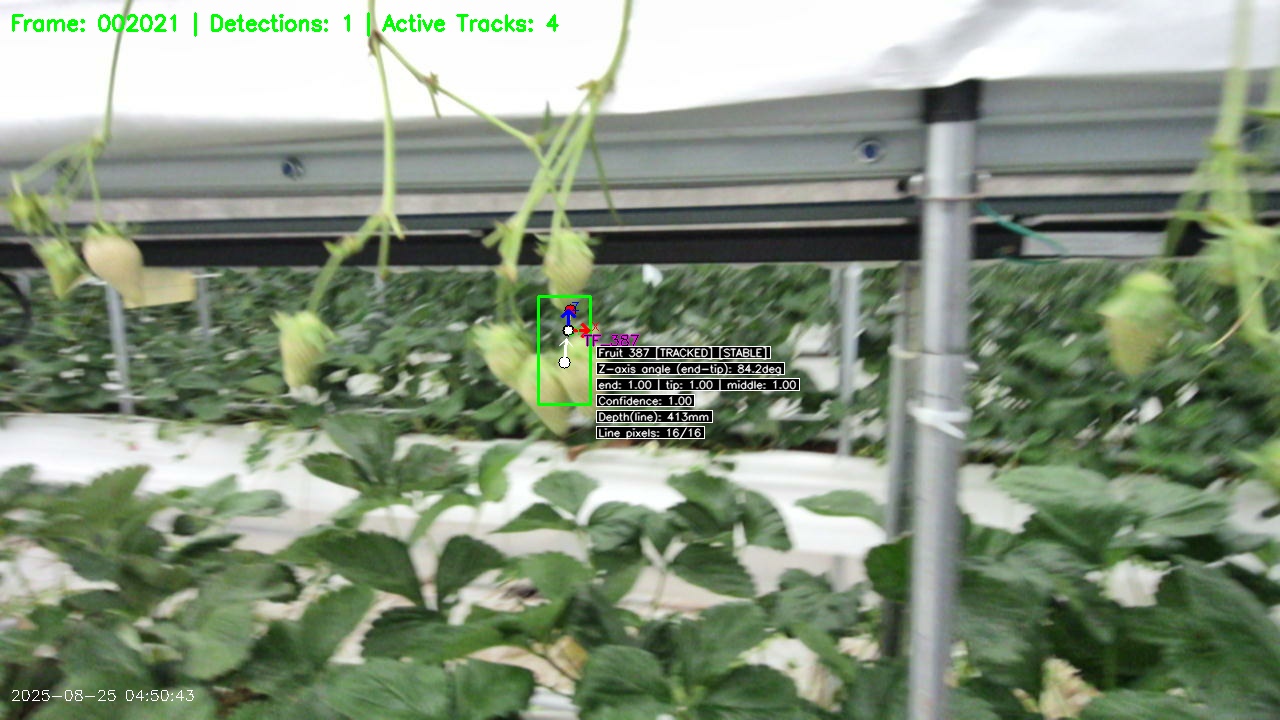 Frame: 002021 | Detections: 1 | Active Tracks: 4
Z
X
TF_387
Fruit 387 [TRACKED] [STABLE]
Z-axis angle (end-tip): 84.2deg
end: 1.00 | tip: 1.00 | middle: 1.00
Confidence: 1.00
Depth(line): 413mm
Line pixels: 16/16
2025-08-25 04:50:43